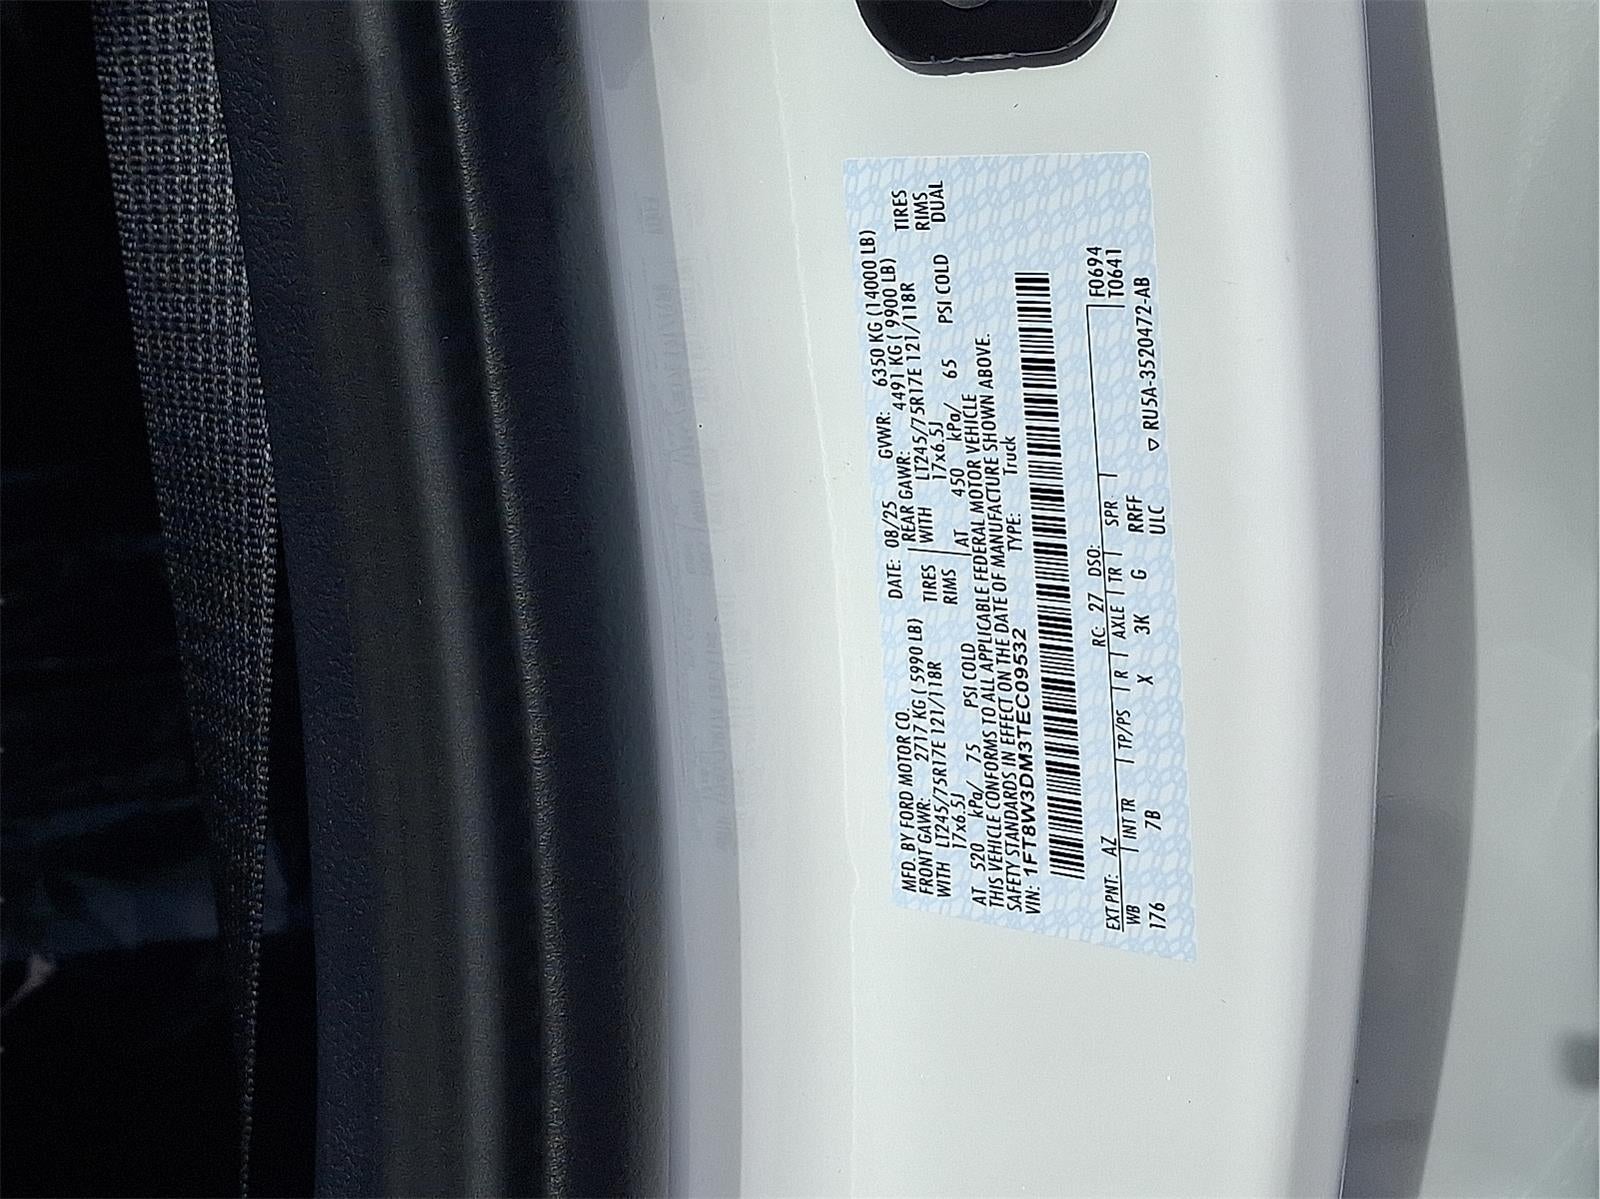 MFD. BY FORD MOTOR CO. DATE: 08/25 GVWR: 6350 KG (14000 LB)
FRONT GAWR: 2717 KG ( 5990 LB) REAR GAWR: 4491 KG ( 9900 LB)
WITH LT245/75R17E 121/118R TIRES WITH LT245/75R17E 121/118R TIRES
17x6.5J RIMS 17x6.5J RIMS
AT 520 kPa/ 75 PSI COLD AT 450 kPa/ 65 PSI COLD DUAL
THIS VEHICLE CONFORMS TO ALL APPLICABLE FEDERAL MOTOR VEHICLE
SAFETY STANDARDS IN EFFECT ON THE DATE OF MANUFACTURE SHOWN ABOVE.
VIN: 1FT8W3DM3TEC09532 TYPE: Truck
EXT PNT: AZ RC: 27 DSO: F0694
WB INT TR TP/PS R AXLE TR SPR T0641
176 7B X 3K G RRFF
ULC ▽ RU5A-3520472-AB